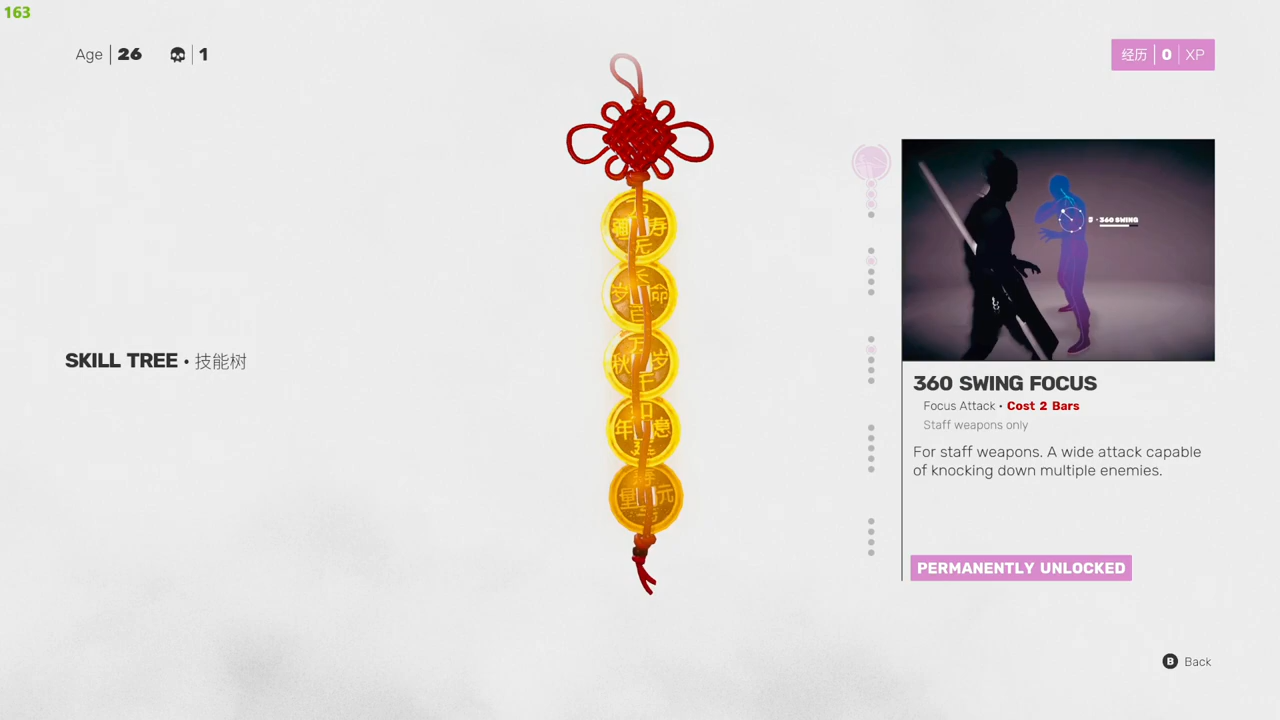 163
Age 26 1
经历 0 XP
360 SWING
SKILL TREE • 技能树
360 SWING FOCUS
Focus Attack • Cost 2 Bars
Staff weapons only
For staff weapons. A wide attack capable
of knocking down multiple enemies.
PERMANENTLY UNLOCKED
B Back